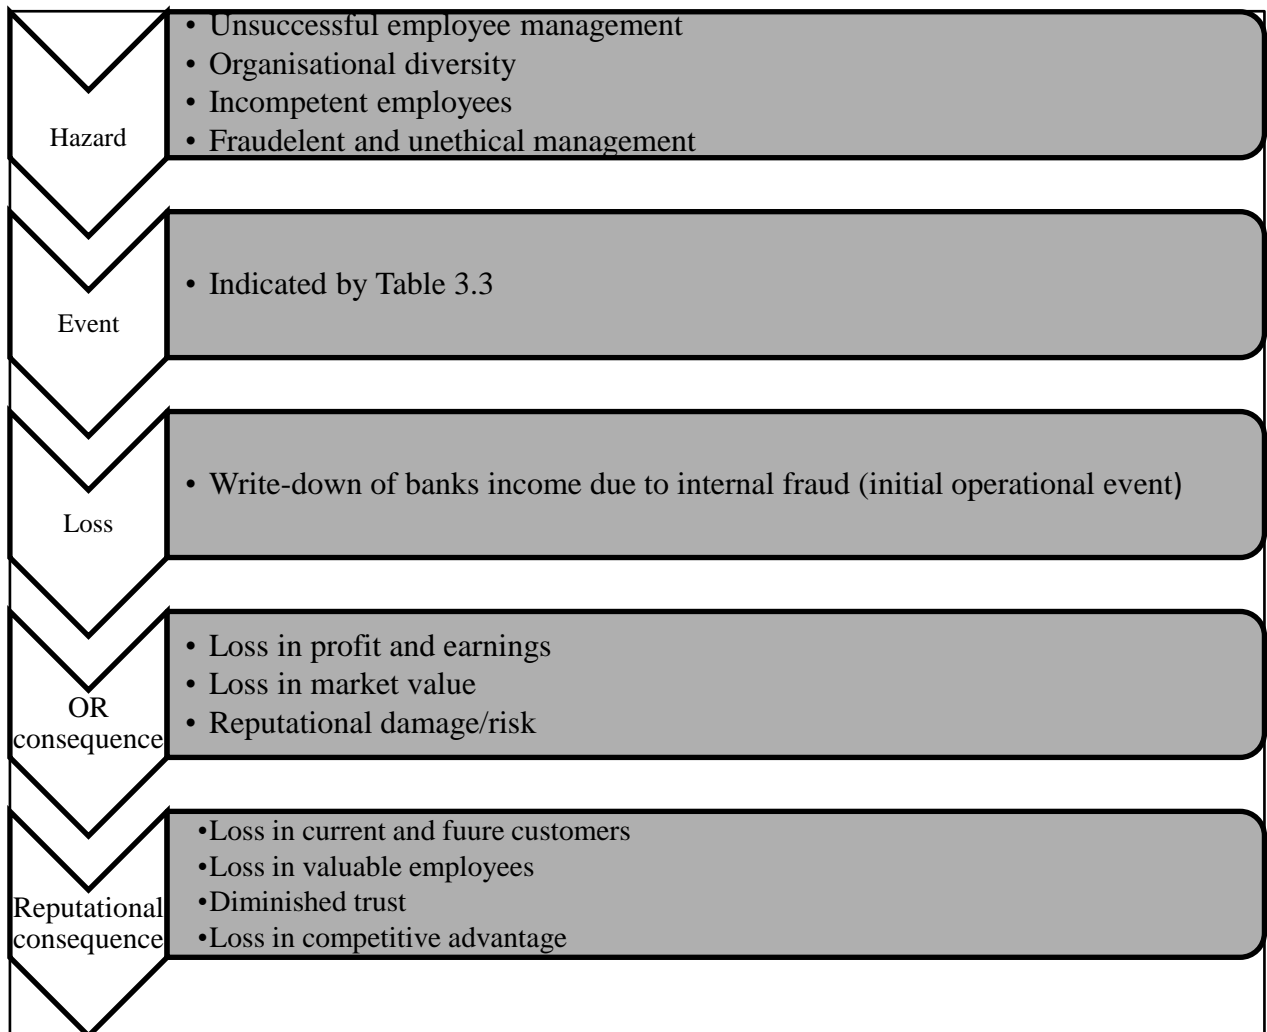 Hazard
• Unsuccessful employee management
• Organisational diversity
• Incompetent employees
• Fraudelent and unethical management
Event
• Indicated by Table 3.3
Loss
• Write-down of banks income due to internal fraud (initial operational event)
OR
consequence
• Loss in profit and earnings
• Loss in market value
• Reputational damage/risk
Reputational
consequence
•Loss in current and fuure customers
•Loss in valuable employees
•Diminished trust
•Loss in competitive advantage